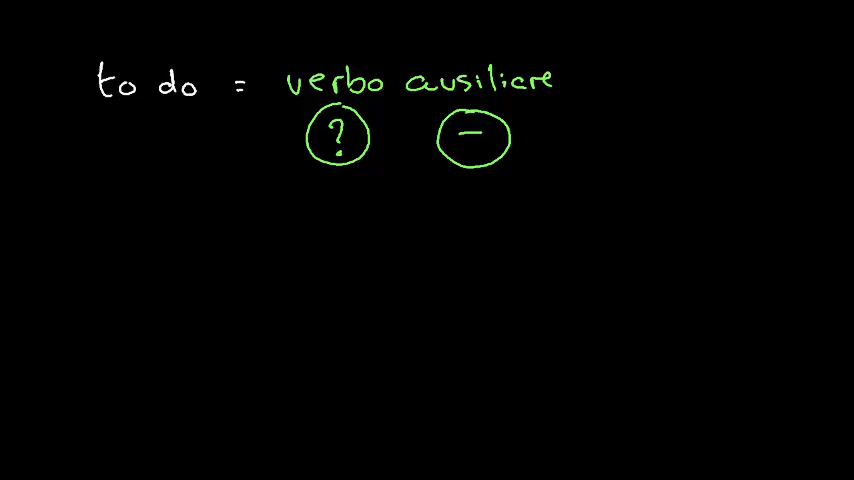 to do = verbo ausiliare
? -